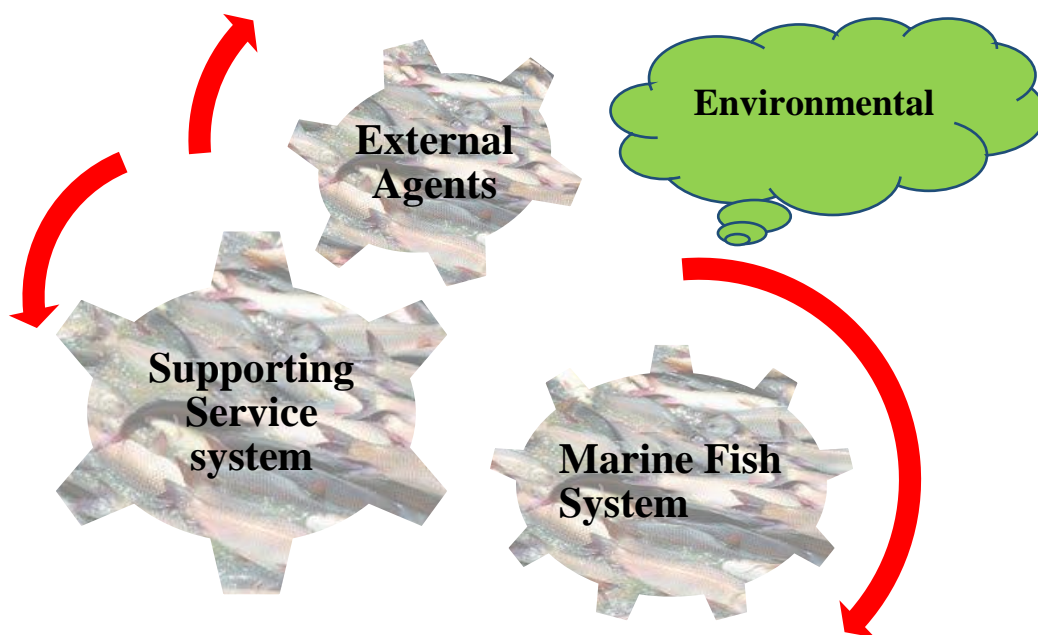 External
Agents
Environmental
Supporting
Service
system
Marine Fish
System